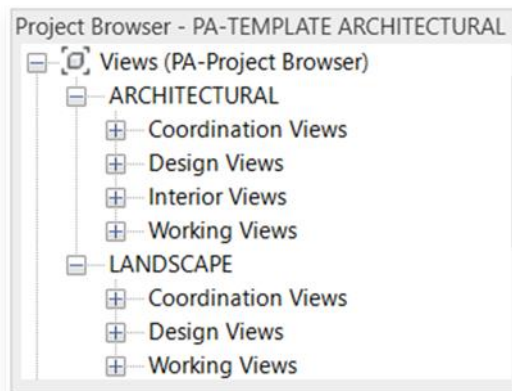 Project Browser - PA-TEMPLATE ARCHITECTURAL
Views (PA-Project Browser)
ARCHITECTURAL
Coordination Views
Design Views
Interior Views
Working Views
LANDSCAPE
Coordination Views
Design Views
Working Views